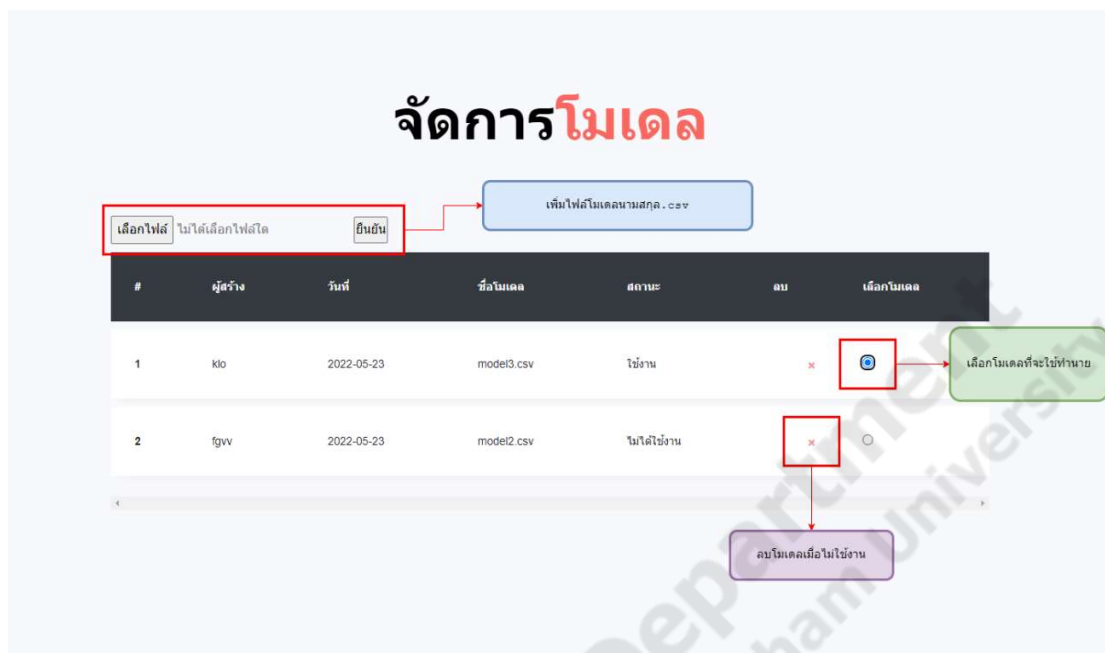 จัดการโมเดล
เพิ่มไฟล์โมเดลนามสกุล.csv
เลือกไฟล์ ไม่ได้เลือกไฟล์ใด ยืนยัน
# ผู้สร้าง วันที่ ชื่อโมเดล สถานะ ลบ เลือกโมเดล
1 klo 2022-05-23 model3.csv ใช้งาน ×
เลือกโมเดลที่จะใช้ทำนาย
2 fgvv 2022-05-23 model2.csv ไม่ได้ใช้งาน ×
ลบโมเดลเมื่อไม่ใช้งาน